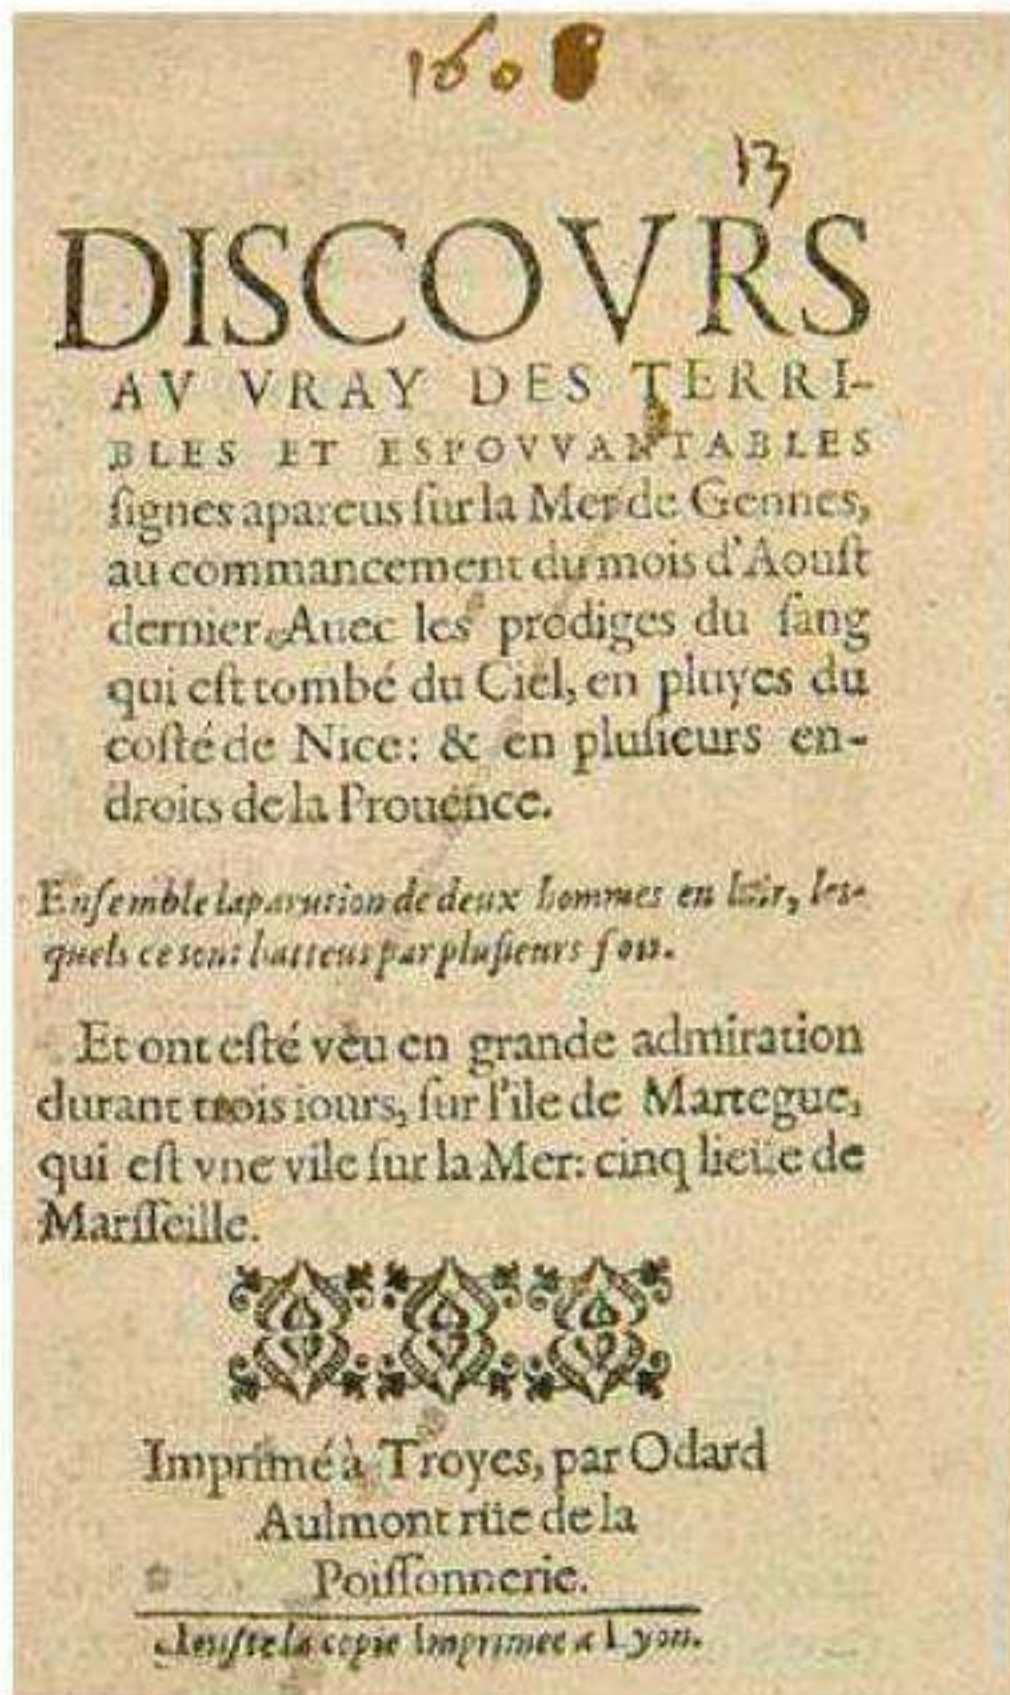 1608
13
DISCOVRS
AV VRAY DES TERRI-
BLES ET ESPOVVANTABLES
ſignes apareus ſur la Mer de Gennes,
au commancement du mois d'Aouſt
dernier. Auec les prodiges du ſang
qui eſt tombé du Ciel, en pluyes du
coſté de Nice: & en pluſieurs en-
droits de la Prouence.
Enſemble laparution de deux hommes en lair, leſ-
quels ce sont batteus par pluſieurs fois.
Et ont eſté veu en grande admiration
durant trois iours, ſur l'ile de Martegue,
qui eſt vne vile ſur la Mer: cinq lieüe de
Marſſeille.
Imprimé à Troyes, par Odard
Aulmont rüe de la
Poiſſonnerie.
la copie Imprimee a Lyon.